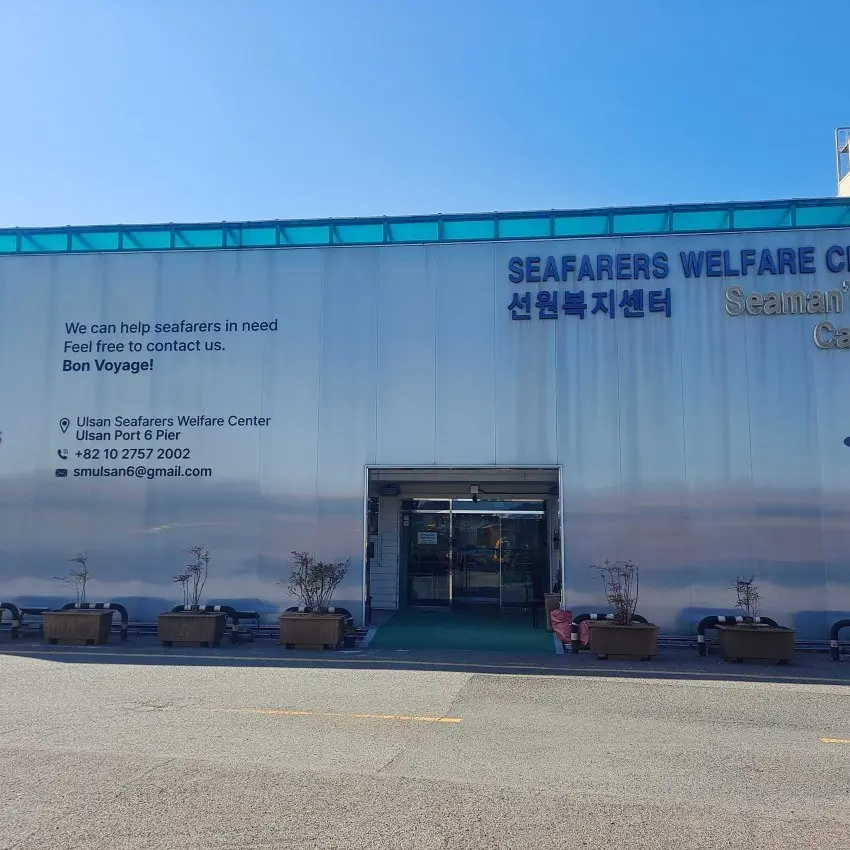 We can help seafarers in need
Feel free to contact us.
Bon Voyage!
Ulsan Seafarers Welfare Center
Ulsan Port 6 Pier
+82 10 2757 2002
smulsan6@gmail.com
SEAFARERS WELFARE
선원복지센터
Seaman'